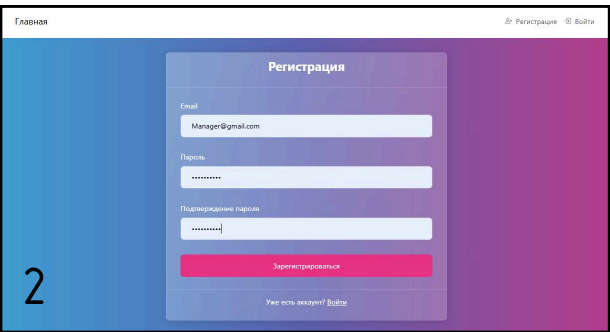 Главная
Регистрация Войти
Регистрация
Email
Manager@gmail.com
Пароль
••••••••••
Подтверждение пароля
••••••••••
Зарегистрироваться
Уже есть аккаунт? Войти
2